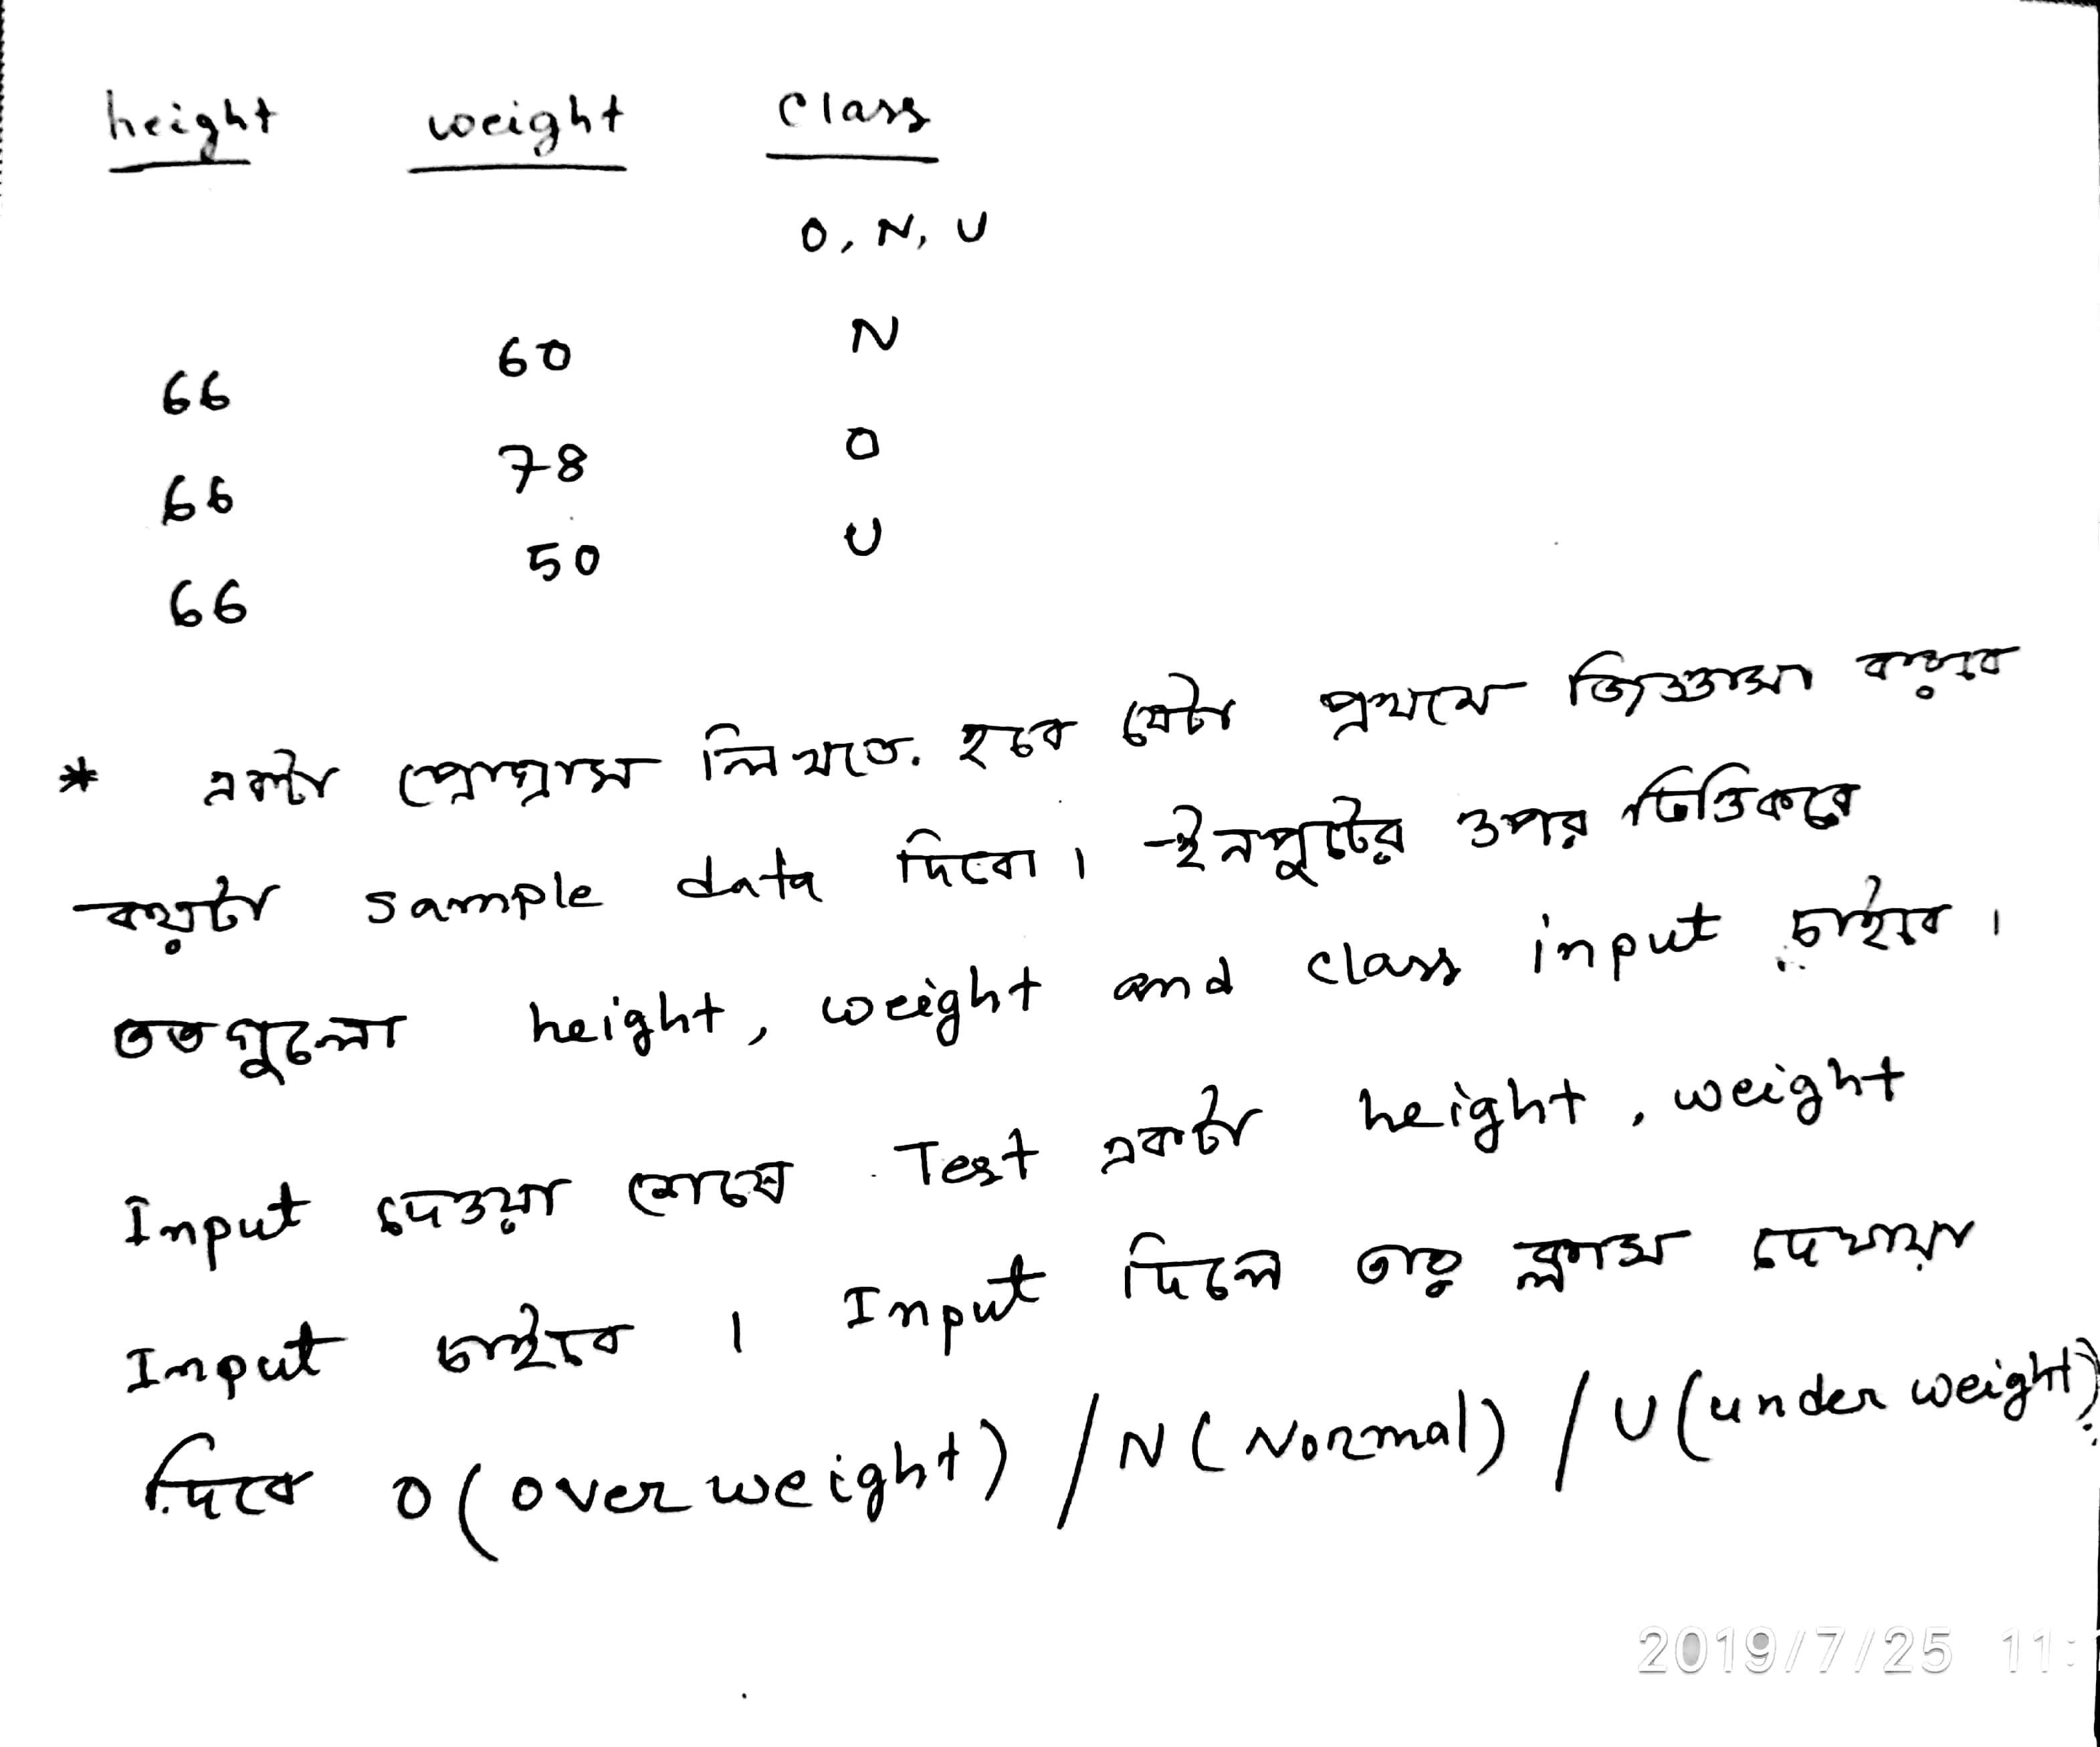 height weight class
O, N, U
66 60 N
66 78 O
66 50 U
* একটা প্রোগ্রাম লিখতে হবে যেটা প্রথমে জিজ্ঞাসা করবে
কয়টা sample data দিবো। ইনপুটের ওপর ভিত্তিকরে
ততগুলো height, weight and class input চাইবে।
Input দেওয়া শেষে Test একটা height, weight
Input চাইবে। Input দিলে তার ক্লাস দেখায়া
দিবে O (over weight) / N (Normal) / U (under weight)
2019/7/25 11: